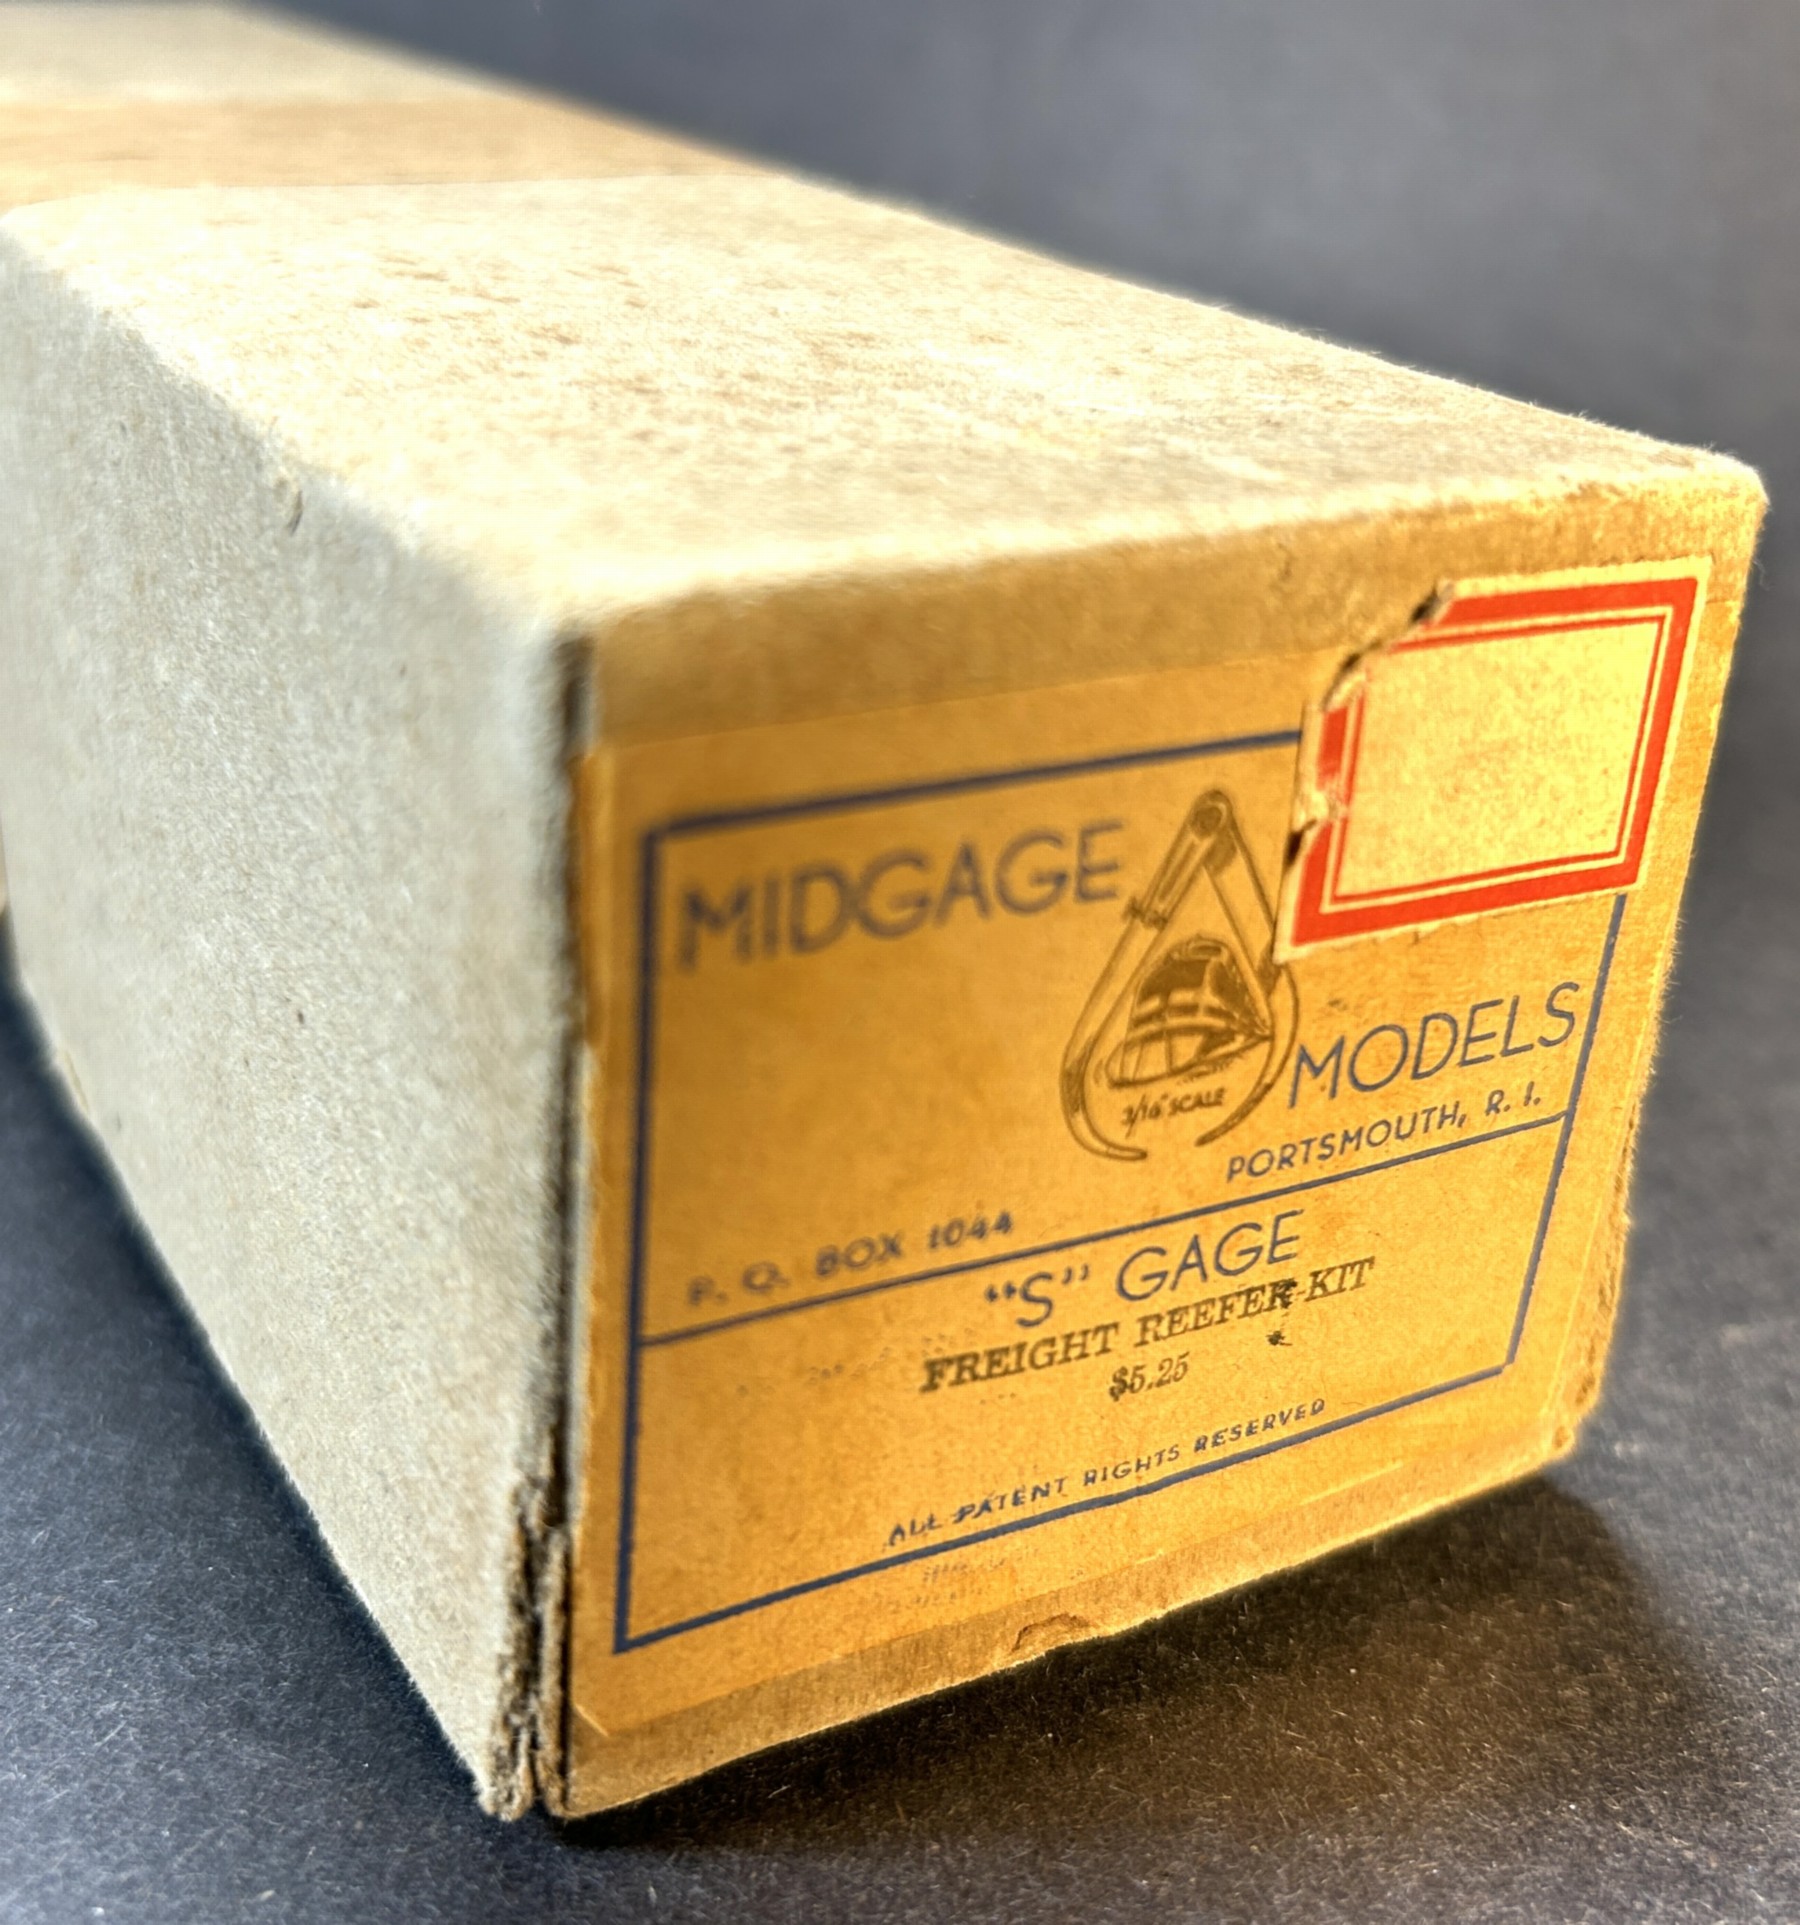 MIDGAGE
3/16" SCALE
MODELS
PORTSMOUTH, R. I.
P. O. BOX 1044
“S” GAGE
FREIGHT REEFER-KIT
$5.25
ALL PATENT RIGHTS RESERVED